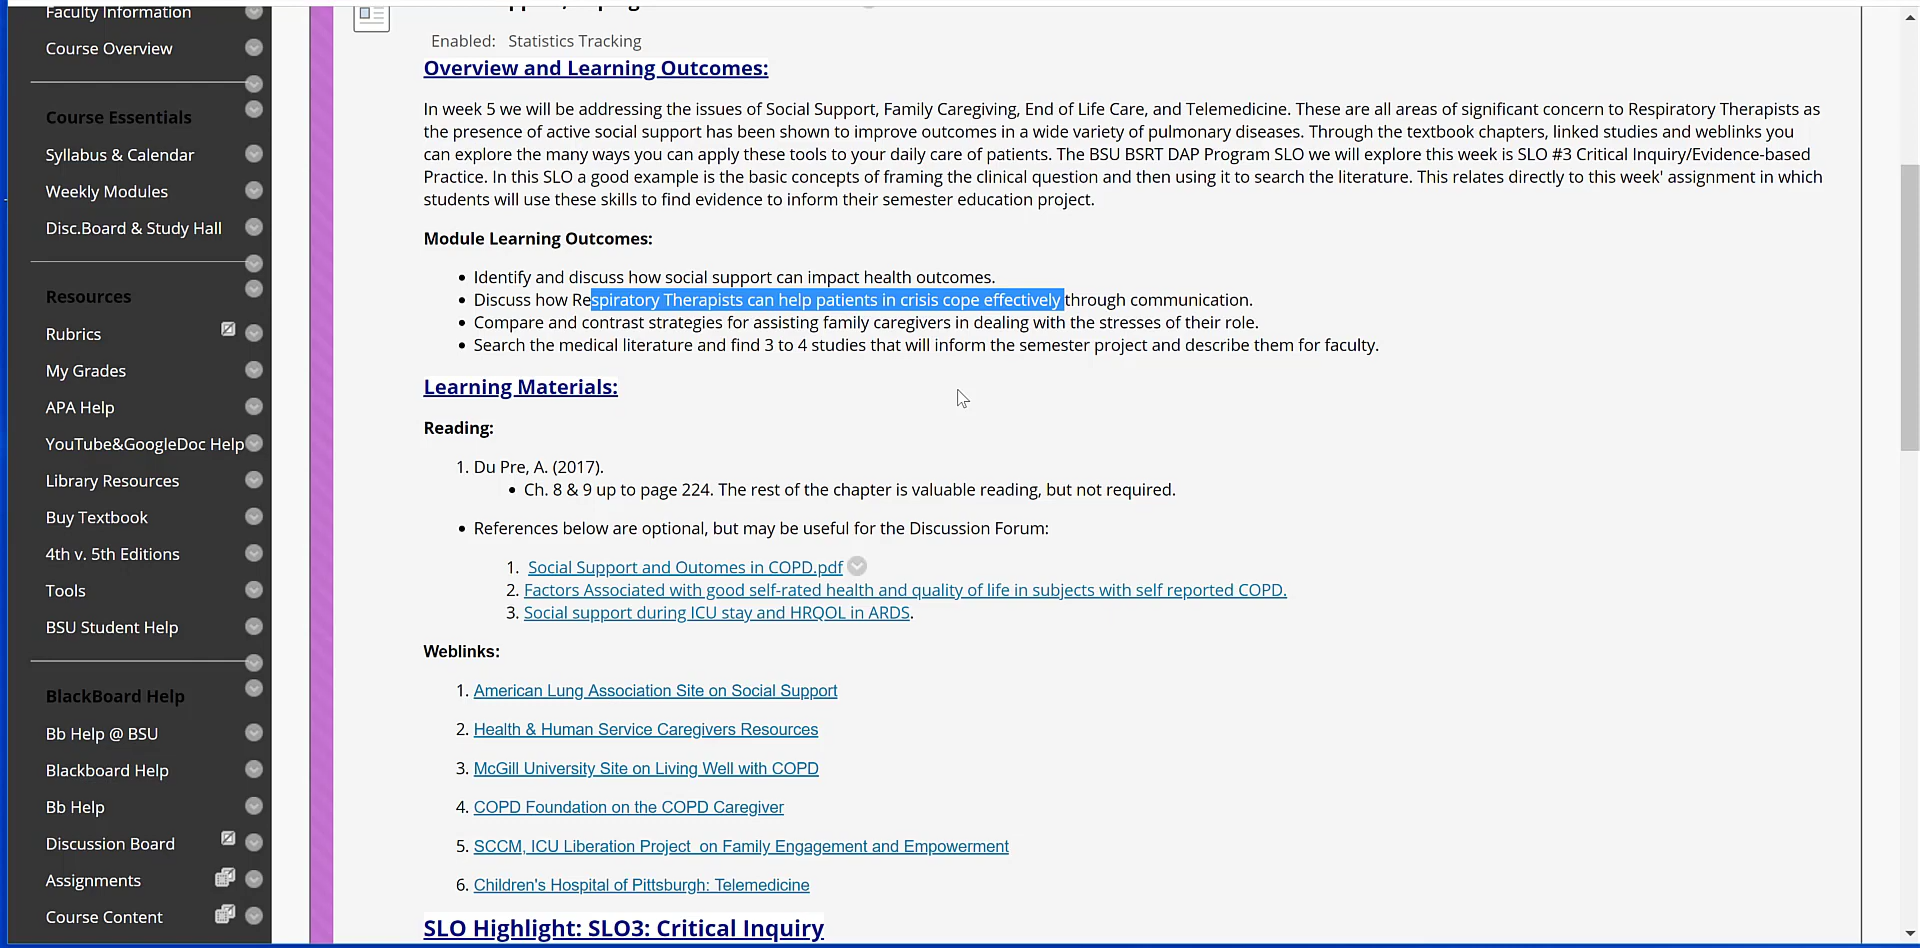 Faculty Information
Course Overview
Course Essentials
Syllabus & Calendar
Weekly Modules
Disc.Board & Study Hall
Resources
Rubrics
My Grades
APA Help
YouTube&GoogleDoc Help
Library Resources
Buy Textbook
4th v. 5th Editions
Tools
BSU Student Help
BlackBoard Help
Bb Help @ BSU
Blackboard Help
Bb Help
Discussion Board
Assignments
Course Content
Enabled: Statistics Tracking
Overview and Learning Outcomes:
In week 5 we will be addressing the issues of Social Support, Family Caregiving, End of Life Care, and Telemedicine. These are all areas of significant concern to Respiratory Therapists as
the presence of active social support has been shown to improve outcomes in a wide variety of pulmonary diseases. Through the textbook chapters, linked studies and weblinks you
can explore the many ways you can apply these tools to your daily care of patients. The BSU BSRT DAP Program SLO we will explore this week is SLO #3 Critical Inquiry/Evidence-based
Practice. In this SLO a good example is the basic concepts of framing the clinical question and then using it to search the literature. This relates directly to this week' assignment in which
students will use these skills to find evidence to inform their semester education project.
Module Learning Outcomes:
• Identify and discuss how social support can impact health outcomes.
• Discuss how Respiratory Therapists can help patients in crisis cope effectively through communication.
• Compare and contrast strategies for assisting family caregivers in dealing with the stresses of their role.
• Search the medical literature and find 3 to 4 studies that will inform the semester project and describe them for faculty.
Learning Materials:
Reading:
1. Du Pre, A. (2017).
• Ch. 8 & 9 up to page 224. The rest of the chapter is valuable reading, but not required.
• References below are optional, but may be useful for the Discussion Forum:
1. Social Support and Outomes in COPD.pdf
2. Factors Associated with good self-rated health and quality of life in subjects with self reported COPD.
3. Social support during ICU stay and HRQOL in ARDS.
Weblinks:
1. American Lung Association Site on Social Support
2. Health & Human Service Caregivers Resources
3. McGill University Site on Living Well with COPD
4. COPD Foundation on the COPD Caregiver
5. SCCM, ICU Liberation Project on Family Engagement and Empowerment
6. Children's Hospital of Pittsburgh: Telemedicine
SLO Highlight: SLO3: Critical Inquiry